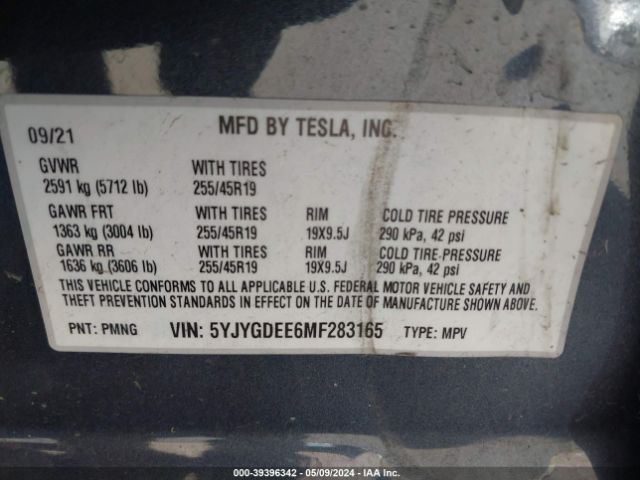 09/21 MFD BY TESLA, INC.
GVWR WITH TIRES
2591 kg (5712 lb) 255/45R19
GAWR FRT WITH TIRES RIM COLD TIRE PRESSURE
1363 kg (3004 lb) 255/45R19 19X9.5J 290 kPa, 42 psi
GAWR RR WITH TIRES RIM COLD TIRE PRESSURE
1636 kg (3606 lb) 255/45R19 19X9.5J 290 kPa, 42 psi
THIS VEHICLE CONFORMS TO ALL APPLICABLE U.S. FEDERAL MOTOR VEHICLE SAFETY AND
THEFT PREVENTION STANDARDS IN EFFECT ON THE DATE OF MANUFACTURE SHOWN ABOVE.
PNT: PMNG VIN: 5YJYGDEE6MF283165 TYPE: MPV
000-39396342 — 05/09/2024 — IAA Inc.